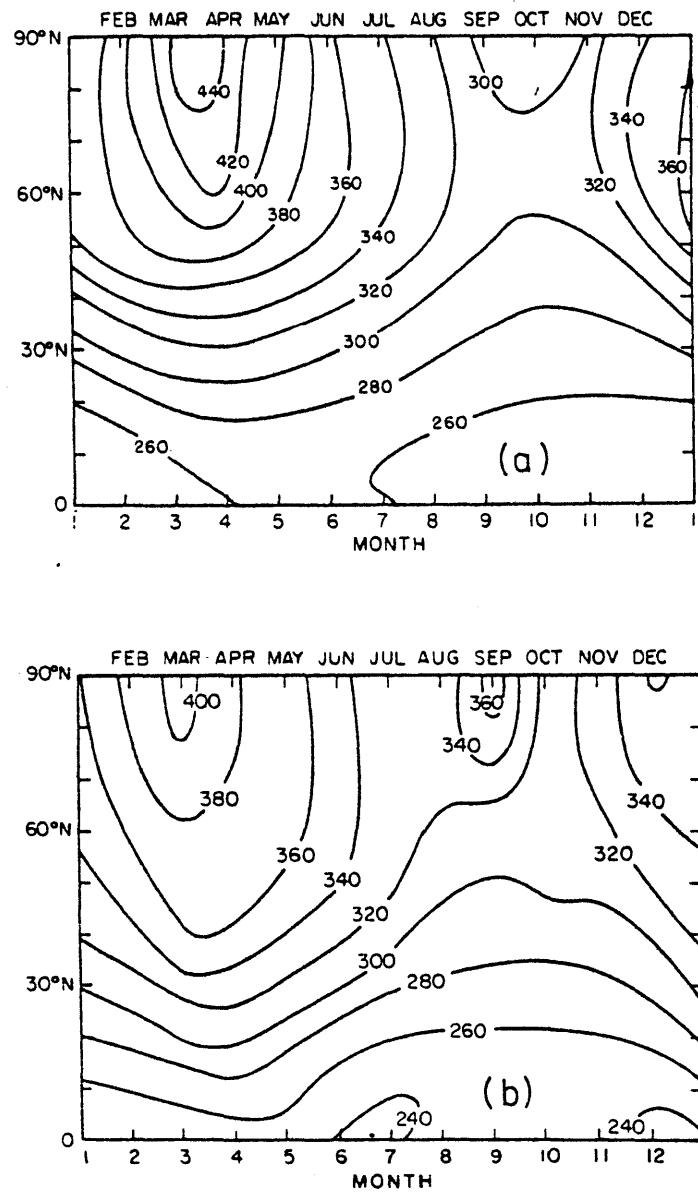 FEB MAR APR MAY JUN JUL AUG SEP OCT NOV DEC
90°N
300
440
340
420
360
400
360
320
380
60°N
340
320
300
30°N
280
260
260
(a)
0
1 2 3 4 5 6 7 8 9 10 11 12 1
MONTH
FEB MAR APR MAY JUN JUL AUG SEP OCT NOV DEC
90°N
400
360
340
380
340
60°N
360
320
340
320
300
30°N
280
260
(b)
240
240
0
1 2 3 4 5 6 7 8 9 10 11 12 1
MONTH